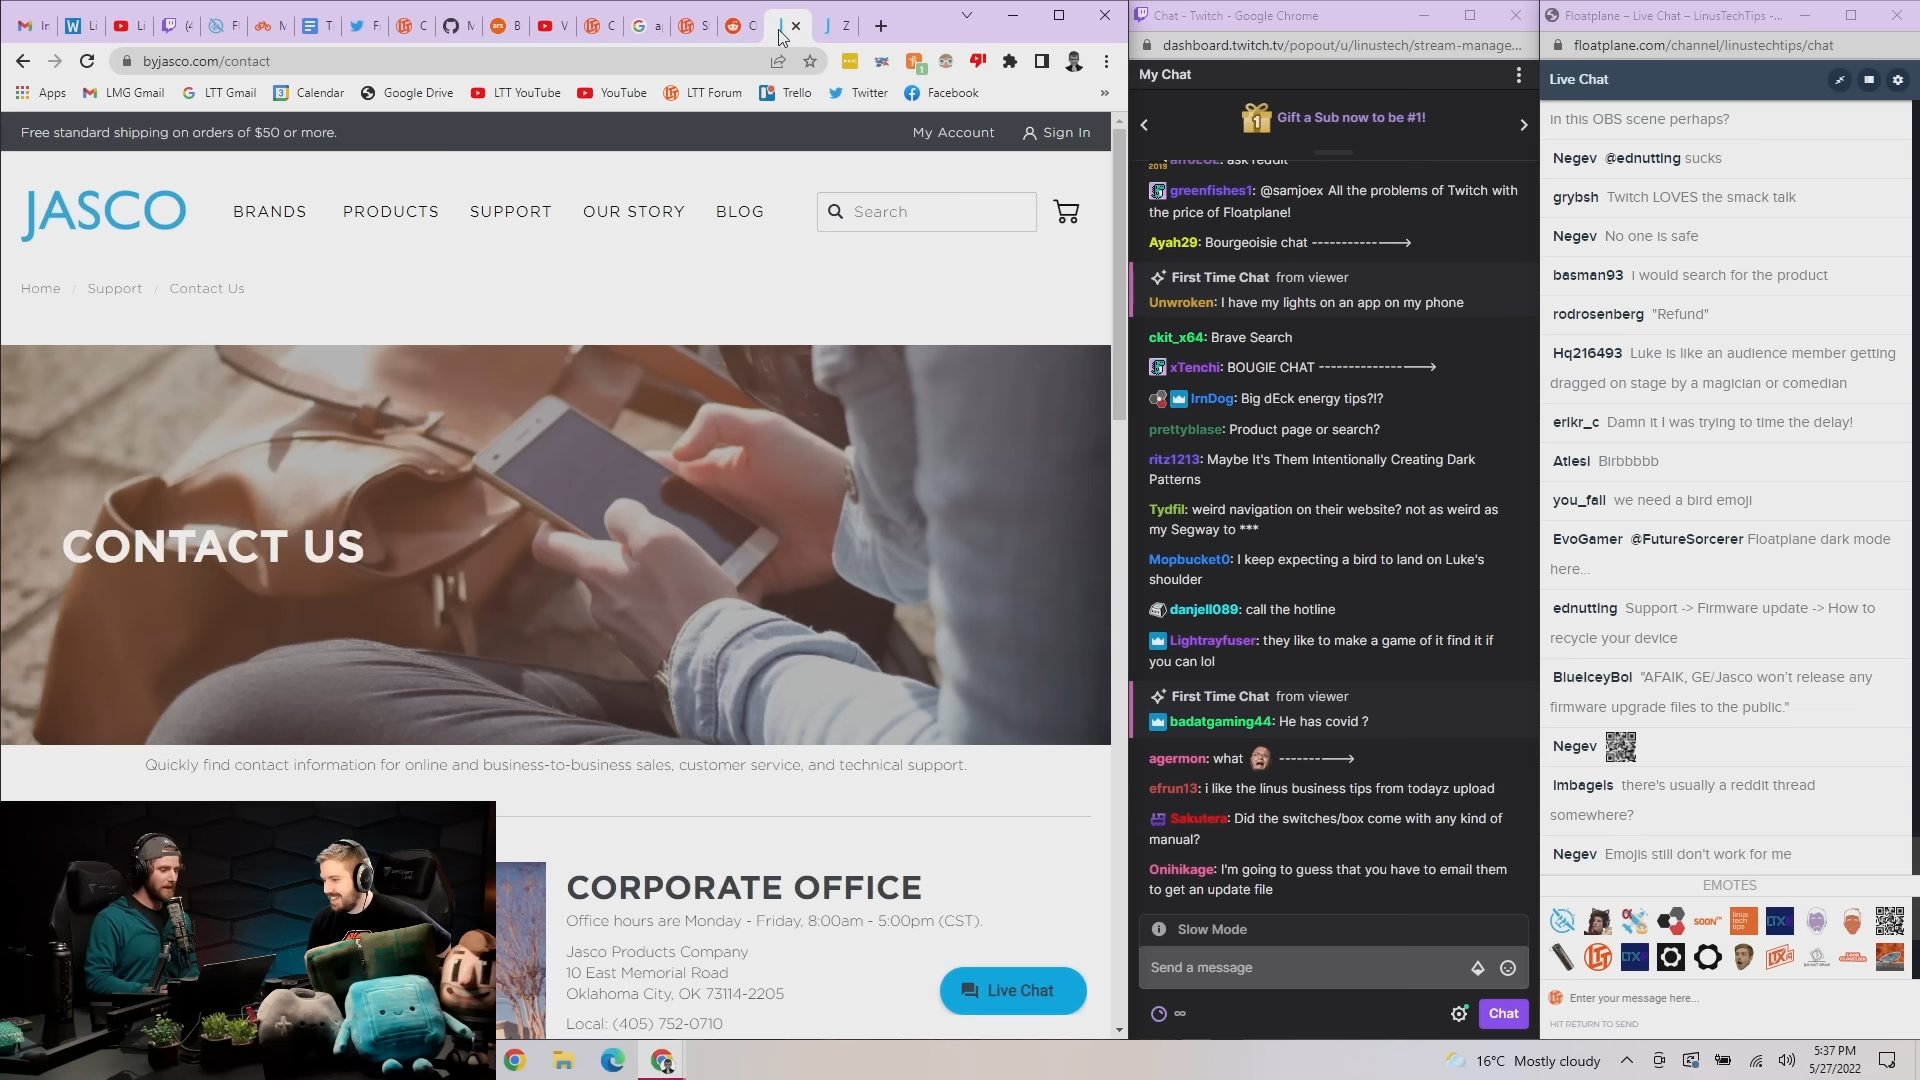 Chat - Twitch - Google Chrome
Floatplane – Live Chat – LinusTechTips -...
byjasco.com/contact
dashboard.twitch.tv/popout/u/linustech/stream-manage...
floatplane.com/channel/linustechtips/chat
Apps
LMG Gmail
LTT Gmail
Calendar
Google Drive
LTT YouTube
YouTube
LTT Forum
Trello
Twitter
Facebook
Free standard shipping on orders of $50 or more.
My Account
Sign In
JASCO
BRANDS
PRODUCTS
SUPPORT
OUR STORY
BLOG
Search
Home / Support / Contact Us
CONTACT US
Quickly find contact information for online and business-to-business sales, customer service, and technical support.
CORPORATE OFFICE
Office hours are Monday - Friday, 8:00am - 5:00pm (CST).
Jasco Products Company
10 East Memorial Road
Oklahoma City, OK 73114-2205
Local: (405) 752-0710
Live Chat
My Chat
Gift a Sub now to be #1!
greenfishes1: @samjoex All the problems of Twitch with
the price of Floatplane!
Ayah29: Bourgeoisie chat -------------->
First Time Chat from viewer
Unwroken: I have my lights on an app on my phone
ckit_x64: Brave Search
xTenchi: BOUGIE CHAT ----------------->
IrnDog: Big dEck energy tips?!?
prettyblase: Product page or search?
ritz1213: Maybe It's Them Intentionally Creating Dark
Patterns
Tydfil: weird navigation on their website? not as weird as
my Segway to ***
Mopbucket0: I keep expecting a bird to land on Luke's
shoulder
danjell089: call the hotline
Lightrayfuser: they like to make a game of it find it if
you can lol
First Time Chat from viewer
badatgaming44: He has covid ?
agermon: what ---------->
efrun13: i like the linus business tips from todayz upload
Sakutera: Did the switches/box come with any kind of
manual?
Onihikage: I'm going to guess that you have to email them
to get an update file
Slow Mode
Send a message
Chat
Live Chat
in this OBS scene perhaps?
Negev @ednutting sucks
grybsh Twitch LOVES the smack talk
Negev No one is safe
basman93 I would search for the product
rodrosenberg "Refund"
Hq216493 Luke is like an audience member getting
dragged on stage by a magician or comedian
erikr_c Damn it I was trying to time the delay!
Atlesl Birbbbbb
you_fail we need a bird emoji
EvoGamer @FutureSorcerer Floatplane dark mode
here...
ednutting Support -> Firmware update -> How to
recycle your device
BlueIceyBol "AFAIK, GE/Jasco won't release any
firmware upgrade files to the public."
Negev
Imbagels there's usually a reddit thread
somewhere?
Negev Emojis still don't work for me
EMOTES
Enter your message here...
HIT RETURN TO SEND
16°C Mostly cloudy
5:37 PM
5/27/2022